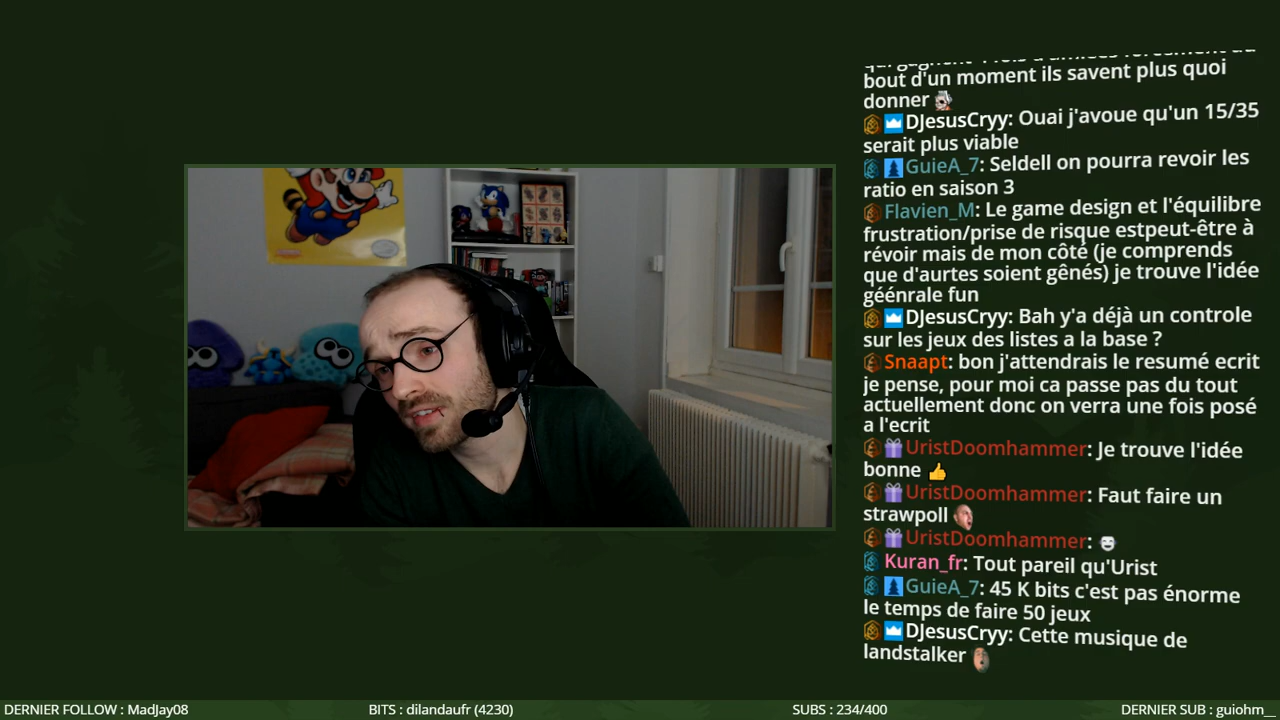 bout d'un moment ils savent plus quoi
donner
DJesusCryy: Ouai j'avoue qu'un 15/35
serait plus viable
GuieA_7: Seldell on pourra revoir les
ratio en saison 3
Flavien_M: Le game design et l'équilibre
frustration/prise de risque estpeut-être à
révoir mais de mon côté (je comprends
que d'aurtes soient gênés) je trouve l'idée
géénrale fun
DJesusCryy: Bah y'a déjà un controle
sur les jeux des listes a la base ?
Snaapt: bon j'attendrais le resumé ecrit
je pense, pour moi ca passe pas du tout
actuellement donc on verra une fois posé
a l'ecrit
UristDoomhammer: Je trouve l'idée
bonne 👍
UristDoomhammer: Faut faire un
strawpoll
UristDoomhammer:
Kuran_fr: Tout pareil qu'Urist
GuieA_7: 45 K bits c'est pas énorme
le temps de faire 50 jeux
DJesusCryy: Cette musique de
landstalker
DERNIER FOLLOW : MadJay08
BITS : dilandaufr (4230)
SUBS : 234/400
DERNIER SUB : guiohm__